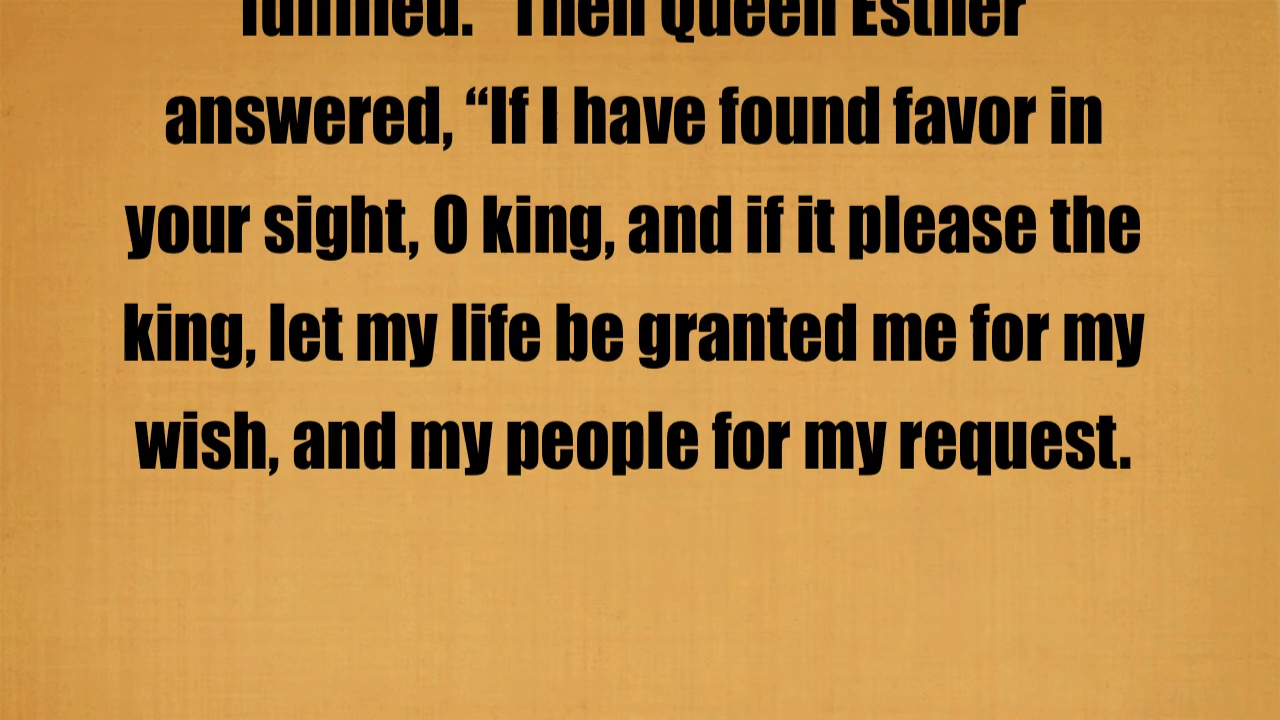 fulfilled.” Then Queen Esther
answered, “If I have found favor in
your sight, O king, and if it please the
king, let my life be granted me for my
wish, and my people for my request.